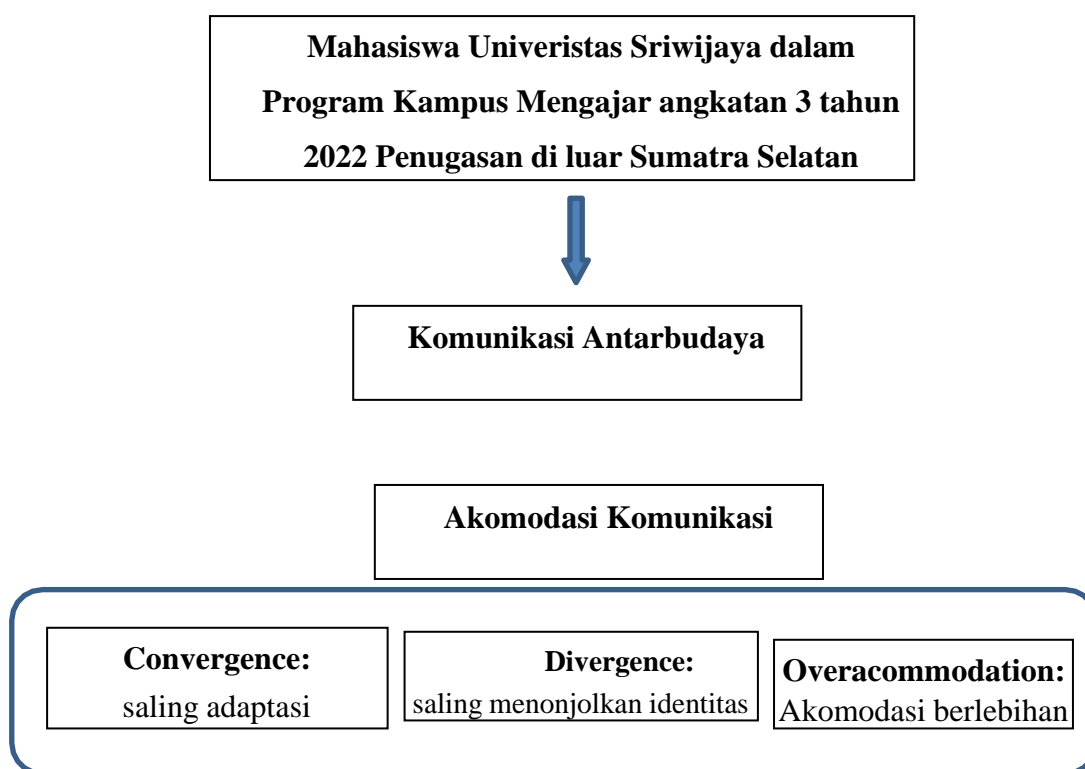 Mahasiswa Univeristas Sriwijaya dalam
Program Kampus Mengajar angkatan 3 tahun
2022 Penugasan di luar Sumatra Selatan
Komunikasi Antarbudaya
Akomodasi Komunikasi
Convergence:
saling adaptasi
Divergence:
saling menonjolkan identitas
Overacommodation:
Akomodasi berlebihan